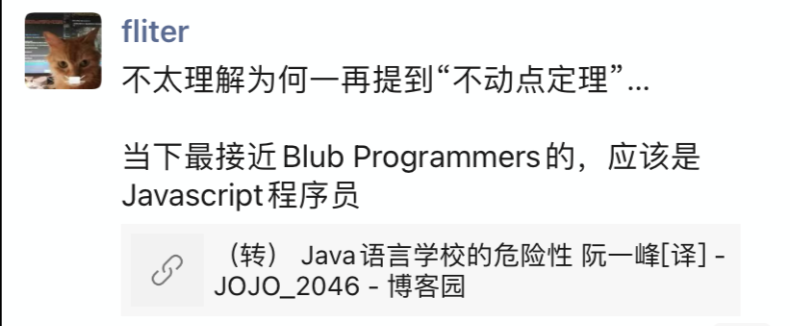 fliter
不太理解为何一再提到“不动点定理”...
当下最接近Blub Programmers的，应该是
Javascript程序员
（转） Java语言学校的危险性 阮一峰[译] -
JOJO_2046 - 博客园